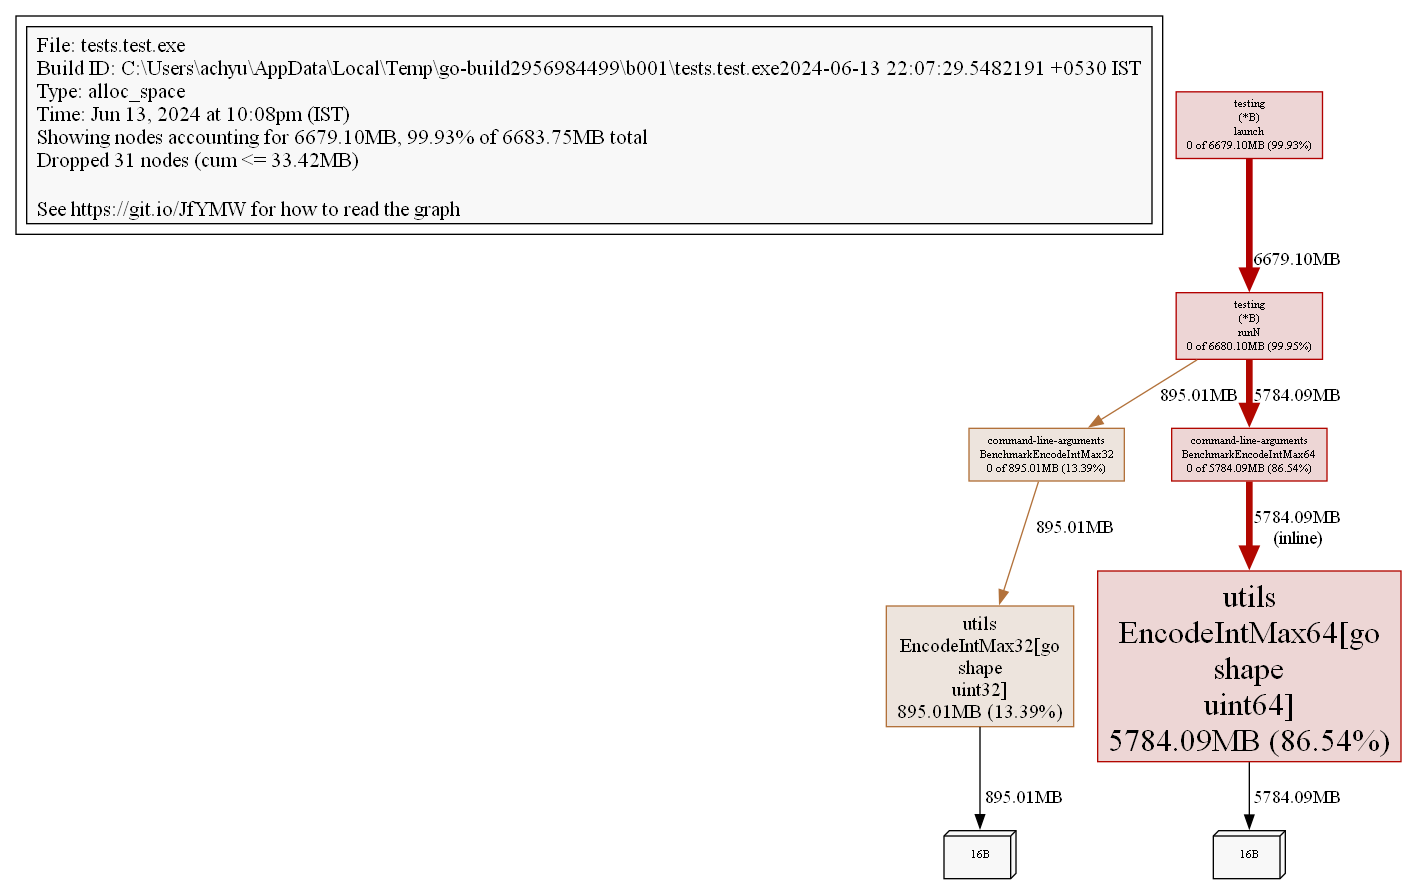 File: tests.test.exe
Build ID: C:\Users\achyu\AppData\Local\Temp\go-build2956984499\b001\tests.test.exe2024-06-13 22:07:29.5482191 +0530 IST
Type: alloc_space
Time: Jun 13, 2024 at 10:08pm (IST)
Showing nodes accounting for 6679.10MB, 99.93% of 6683.75MB total
Dropped 31 nodes (cum <= 33.42MB)
See https://git.io/JfYMW for how to read the graph
testing
(*B)
launch
0 of 6679.10MB (99.93%)
6679.10MB
testing
(*B)
runN
0 of 6680.10MB (99.95%)
895.01MB
5784.09MB
command-line-arguments
BenchmarkEncodeIntMax32
0 of 895.01MB (13.39%)
command-line-arguments
BenchmarkEncodeIntMax64
0 of 5784.09MB (86.54%)
895.01MB
5784.09MB
(inline)
utils
EncodeIntMax32[go
shape
uint32]
895.01MB (13.39%)
utils
EncodeIntMax64[go
shape
uint64]
5784.09MB (86.54%)
895.01MB
5784.09MB
16B
16B